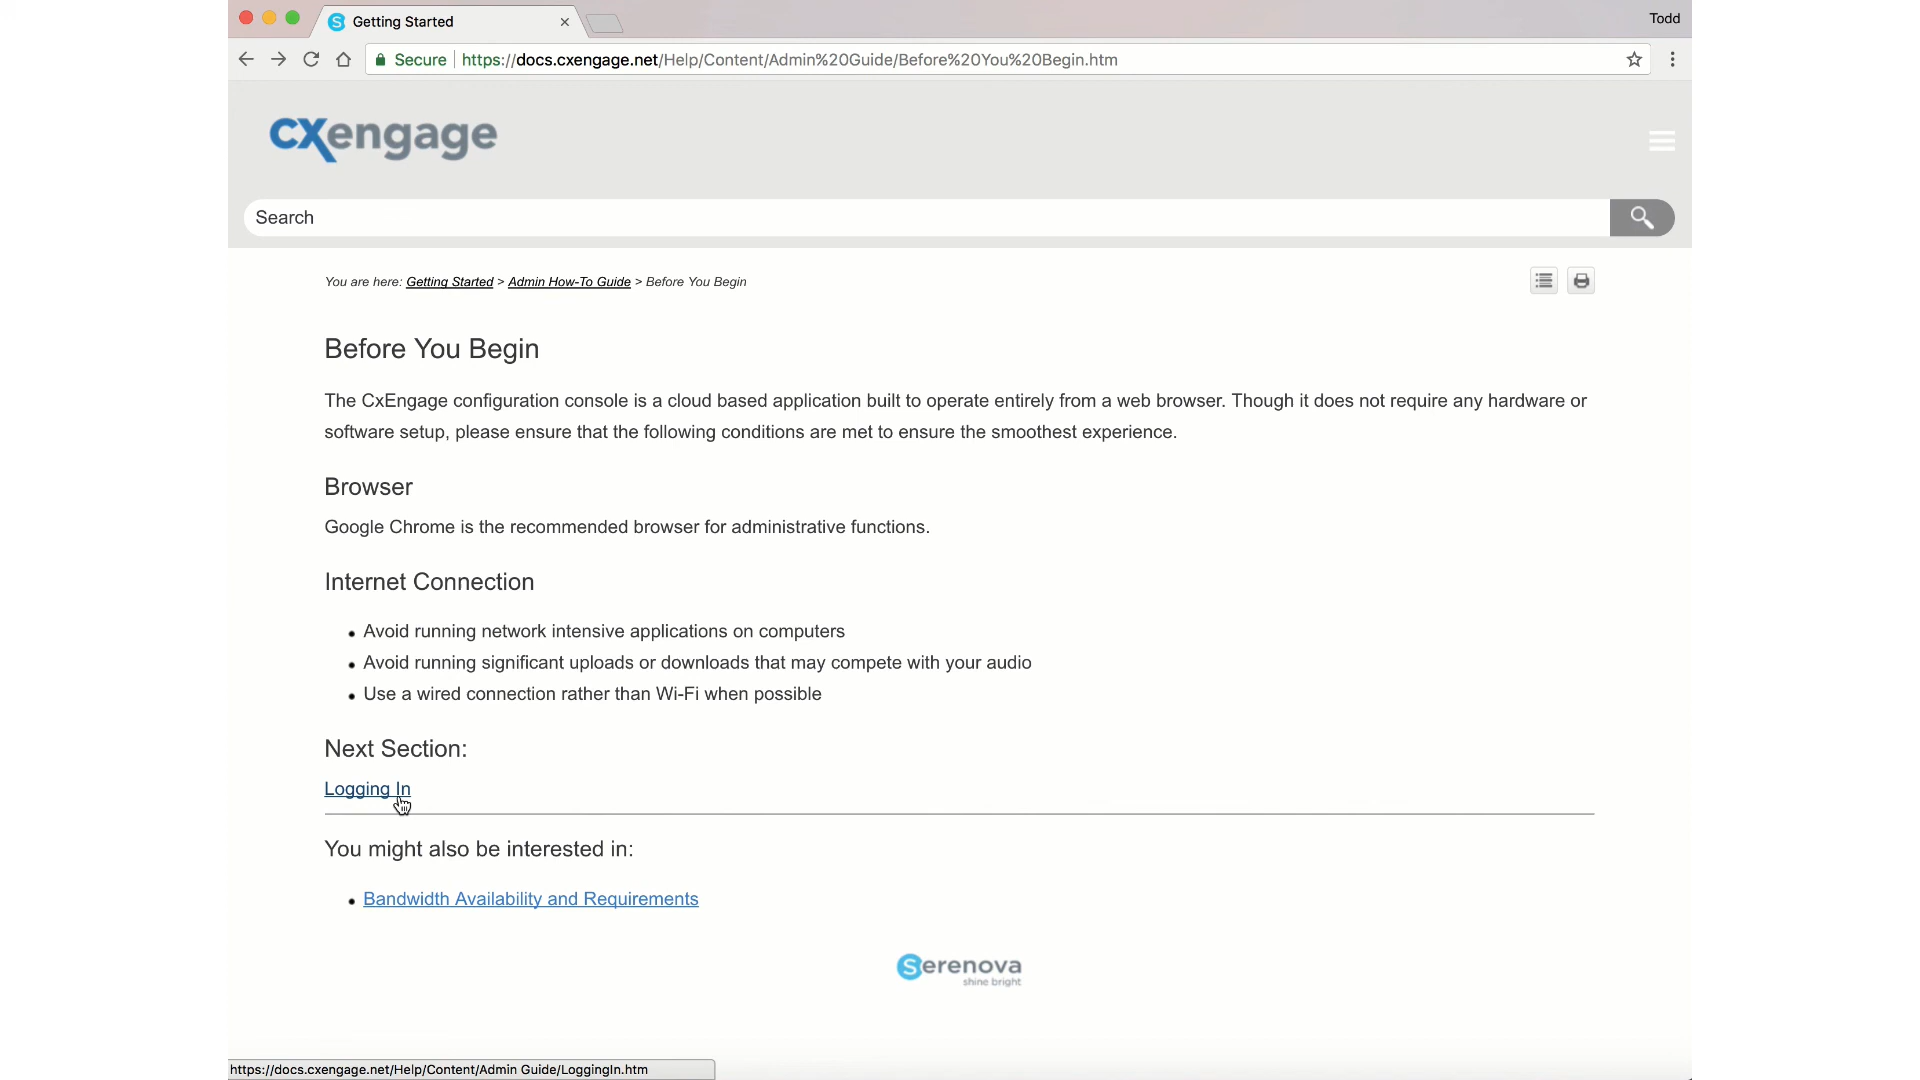 Getting Started
Todd
Secure https://docs.cxengage.net/Help/Content/Admin%20Guide/Before%20You%20Begin.htm
CXengage
Search
You are here: Getting Started > Admin How-To Guide > Before You Begin
Before You Begin
The CxEngage configuration console is a cloud based application built to operate entirely from a web browser. Though it does not require any hardware or
software setup, please ensure that the following conditions are met to ensure the smoothest experience.
Browser
Google Chrome is the recommended browser for administrative functions.
Internet Connection
• Avoid running network intensive applications on computers
• Avoid running significant uploads or downloads that may compete with your audio
• Use a wired connection rather than Wi-Fi when possible
Next Section:
Logging In
You might also be interested in:
• Bandwidth Availability and Requirements
Serenova
shine bright
https://docs.cxengage.net/Help/Content/Admin Guide/LoggingIn.htm